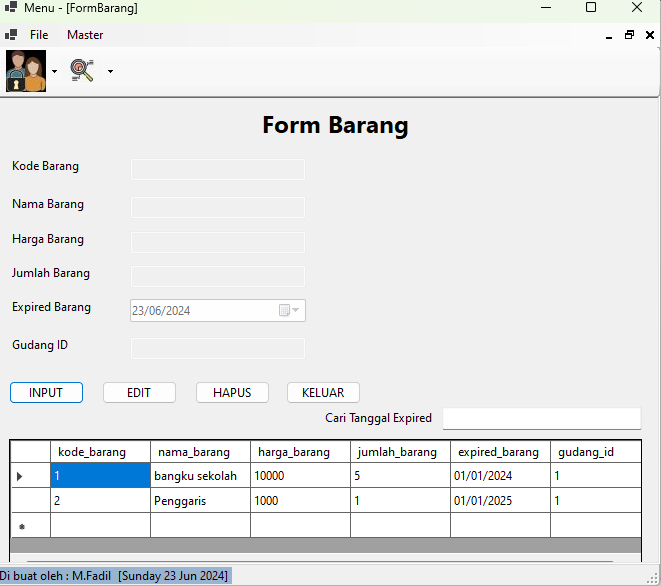 Menu - [FormBarang]
File Master
Form Barang
Kode Barang
Nama Barang
Harga Barang
Jumlah Barang
Expired Barang 23/06/2024
Gudang ID
INPUT EDIT HAPUS KELUAR
Cari Tanggal Expired
kode_barang nama_barang harga_barang jumlah_barang expired_barang gudang_id
1 bangku sekolah 10000 5 01/01/2024 1
2 Penggaris 1000 1 01/01/2025 1
Di buat oleh : M.Fadil [Sunday 23 Jun 2024]